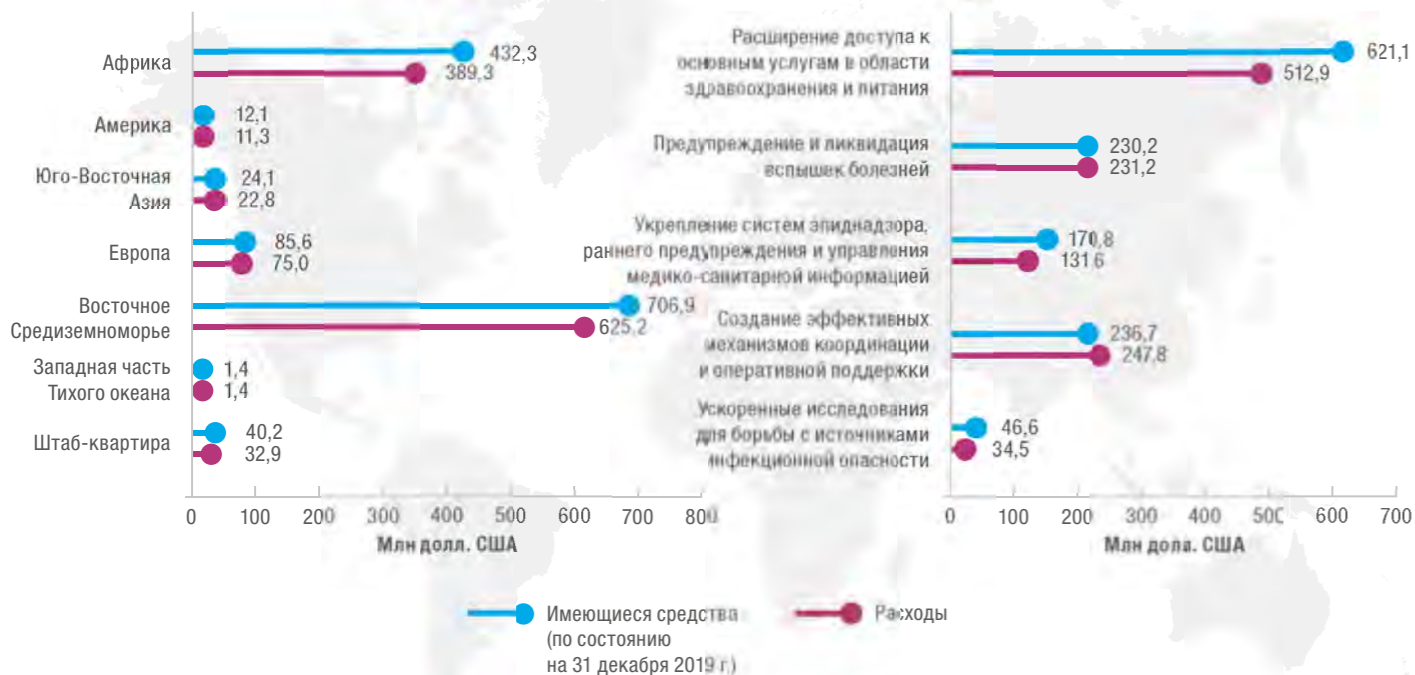 Африка
432,3
389,3
Америка
12,1
11,3
Юго-Восточная
Азия
24,1
22,8
Европа
85,6
75,0
Восточное
Средиземноморье
706,9
625,2
Западная часть
Тихого океана
1,4
1,4
Штаб-квартира
40,2
32,9
0 100 200 300 400 500 600 700 800
Млн долл. США
Расширение доступа к
основным услугам в области
здравоохранения и питания
621,1
512,9
Предупреждение и ликвидация
вспышек болезней
230,2
231,2
Укрепление систем эпиднадзора,
раннего предупреждения и управления
медико-санитарной информацией
170,8
131,6
Создание эффективных
механизмов координации
и оперативной поддержки
236,7
247,8
Ускоренные исследования
для борьбы с источниками
инфекционной опасности
46,6
34,5
0 100 200 300 400 500 600 700
Млн долл. США
Имеющиеся средства
(по состоянию
на 31 декабря 2019 г.)
Расходы